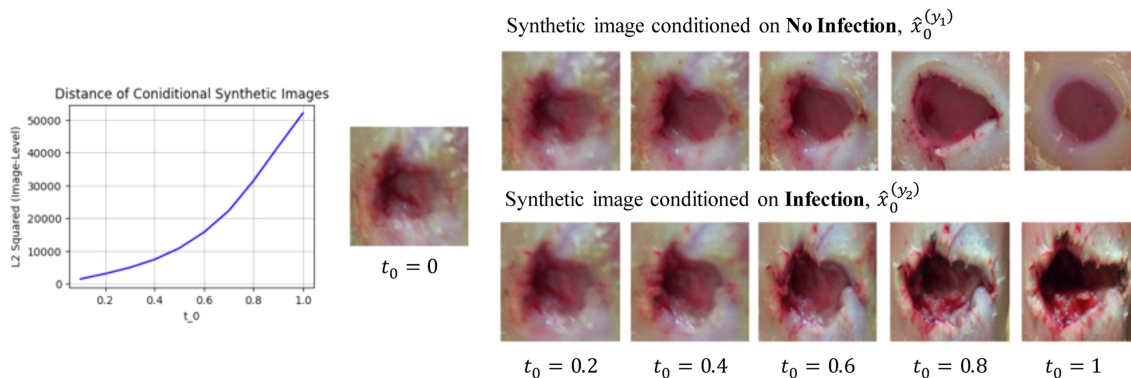 Synthetic image conditioned on No Infection, x̂₀^(y₁)
Distance of Coniditional Synthetic Images
L2 Squared (Image-Level)
50000
40000
30000
20000
10000
0
0.2 0.4 0.6 0.8 1.0
t_0
t₀ = 0
Synthetic image conditioned on Infection, x̂₀^(y₂)
t₀ = 0.2 t₀ = 0.4 t₀ = 0.6 t₀ = 0.8 t₀ = 1